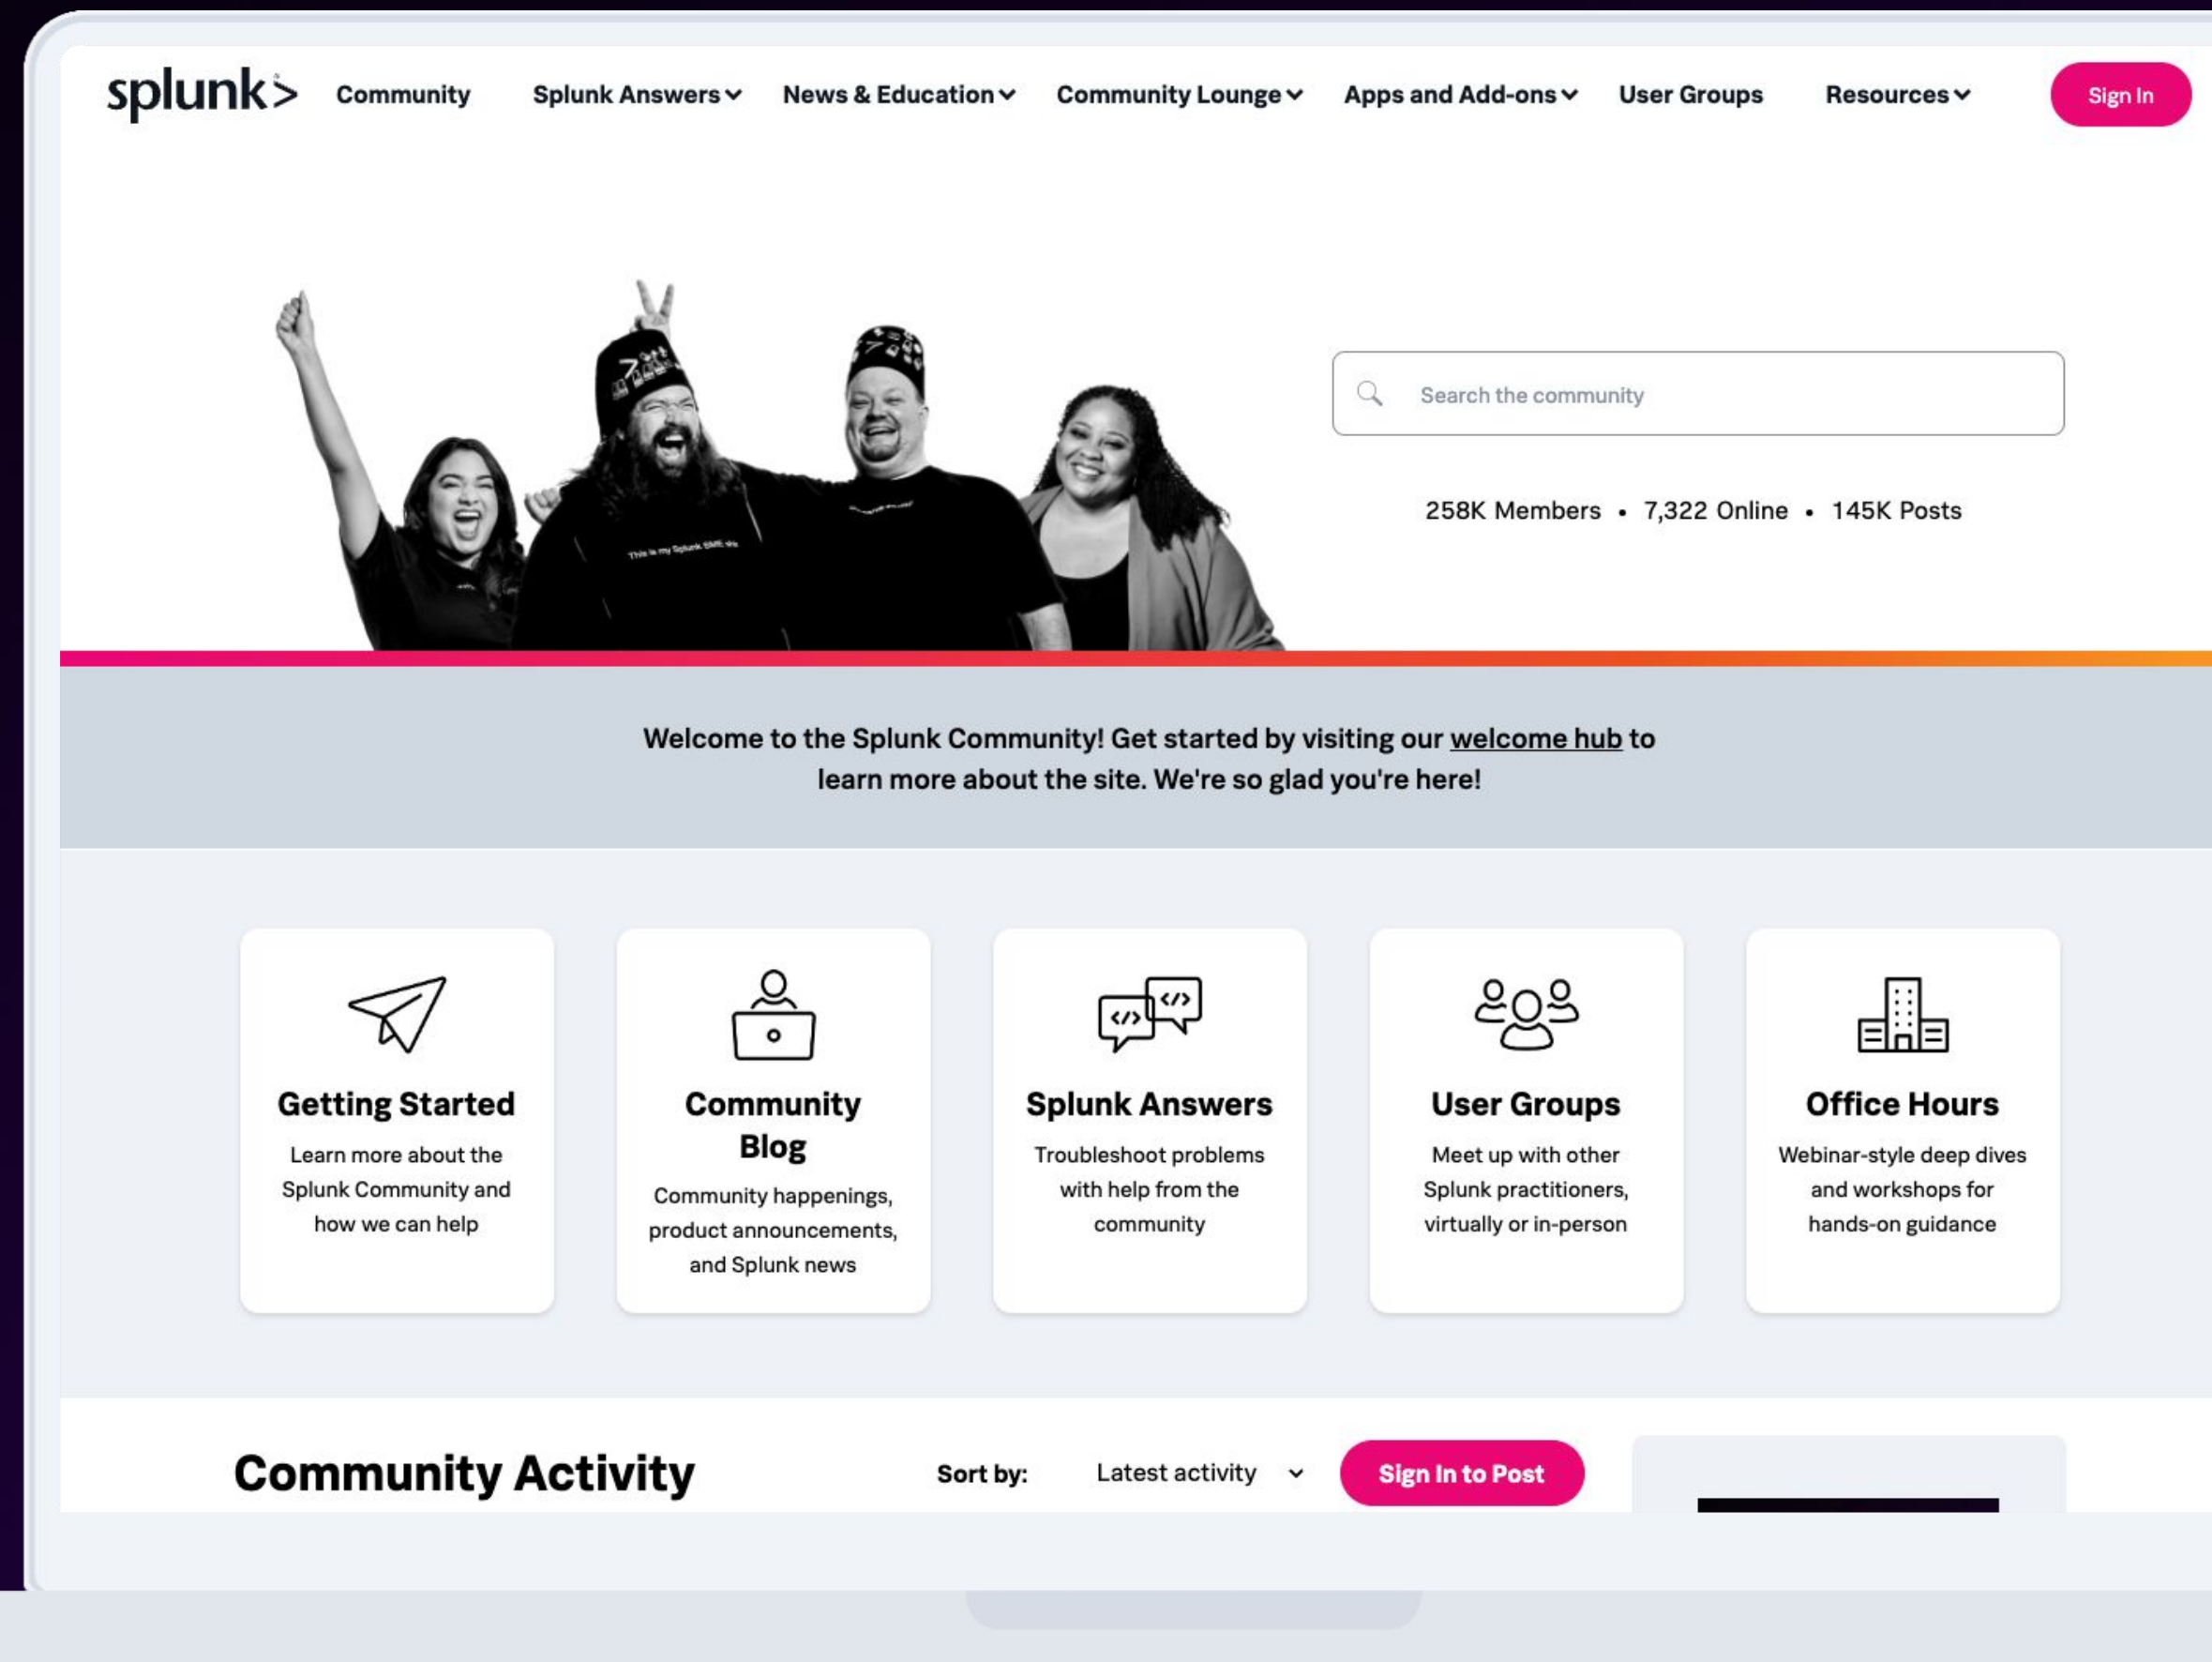 splunk>
Community
Splunk Answers
News & Education
Community Lounge
Apps and Add-ons
User Groups
Resources
Sign In
Search the community
258K Members • 7,322 Online • 145K Posts
This is my Splunk
Welcome to the Splunk Community! Get started by visiting our welcome hub to
learn more about the site. We're so glad you're here!
Getting Started
Learn more about the
Splunk Community and
how we can help
Community
Blog
Community happenings,
product announcements,
and Splunk news
</>
</>
Splunk Answers
Troubleshoot problems
with help from the
community
User Groups
Meet up with other
Splunk practitioners,
virtually or in-person
Office Hours
Webinar-style deep dives
and workshops for
hands-on guidance
Community Activity
Sort by:
Latest activity
Sign In to Post